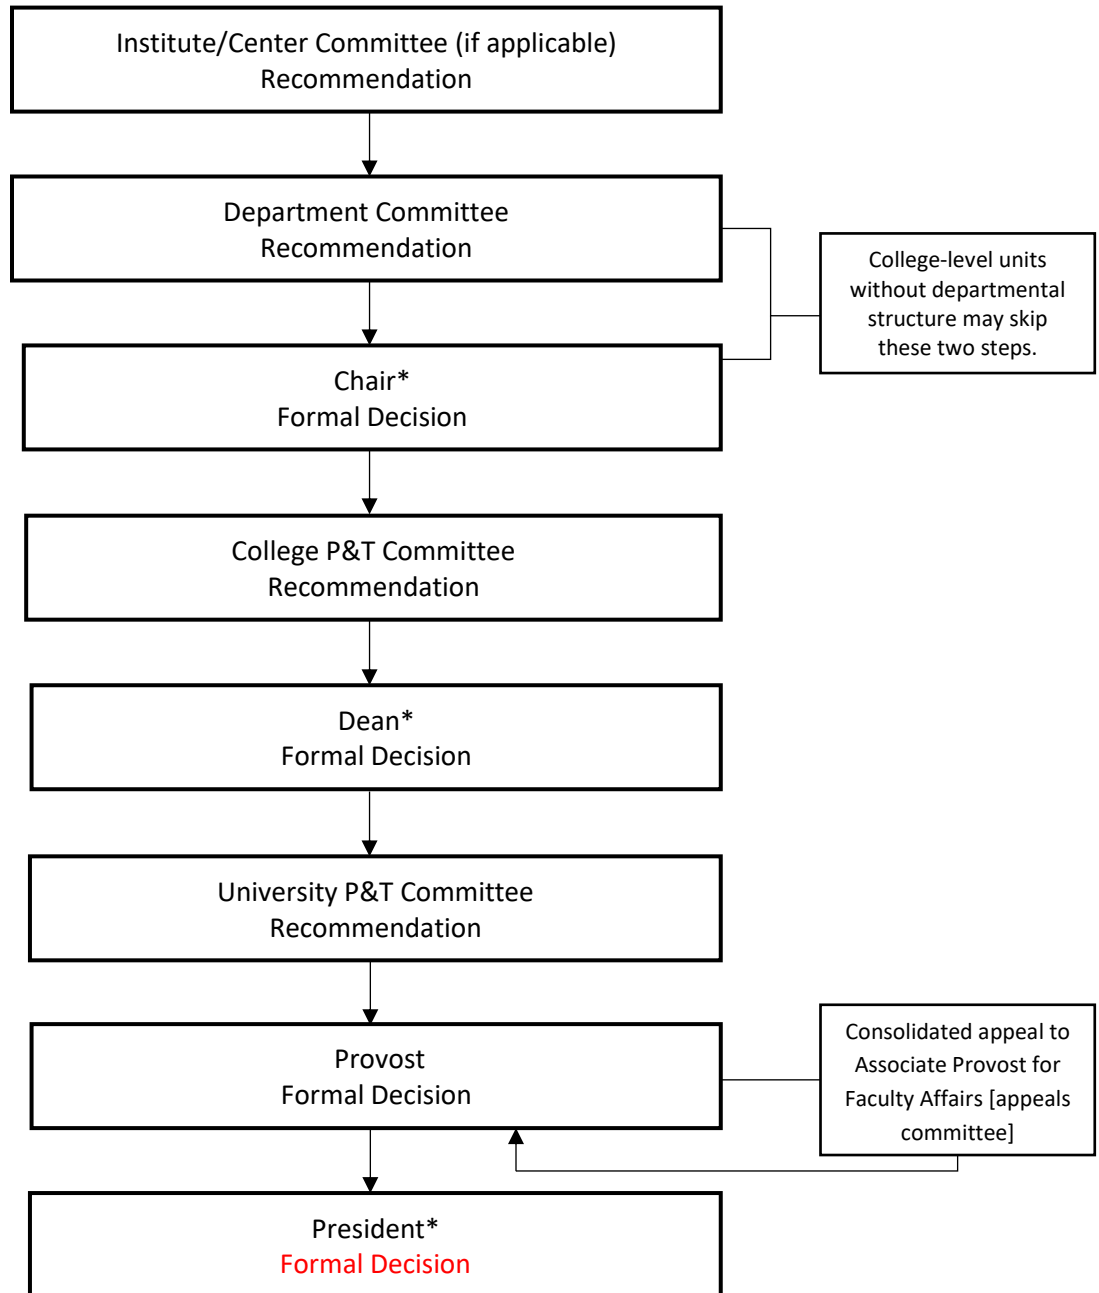 Institute/Center Committee (if applicable)
Recommendation
Department Committee
Recommendation
College-level units
without departmental
structure may skip
these two steps.
Chair*
Formal Decision
College P&T Committee
Recommendation
Dean*
Formal Decision
University P&T Committee
Recommendation
Provost
Formal Decision
Consolidated appeal to
Associate Provost for
Faculty Affairs [appeals
committee]
President*
Formal Decision